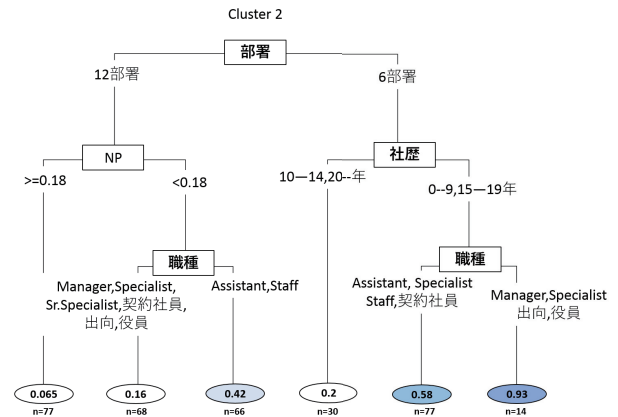 Cluster 2
部署
12部署
6部署
NP
社歴
>=0.18
<0.18
10—14,20--年
0--9,15—19年
職種
職種
Manager,Specialist,
Sr.Specialist,契約社員,
出向,役員
Assistant,Staff
Assistant, Specialist
Staff,契約社員
Manager,Specialist
出向,役員
0.065
0.16
0.42
0.2
0.58
0.93
n=77
n=68
n=66
n=30
n=77
n=14